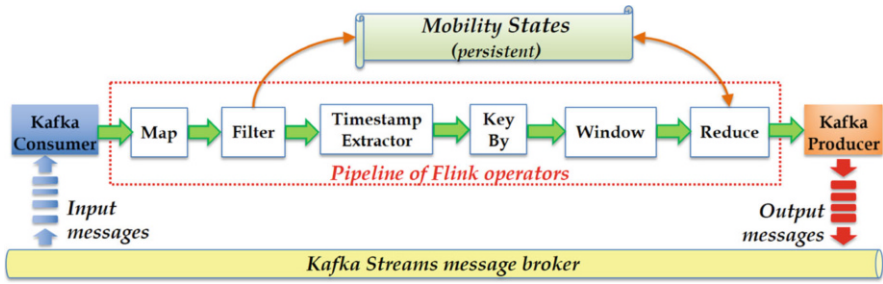 Mobility States
(persistent)
Kafka
Consumer
Map
Filter
Timestamp
Extractor
Key
By
Window
Reduce
Kafka
Producer
Pipeline of Flink operators
Input
messages
Output
messages
Kafka Streams message broker